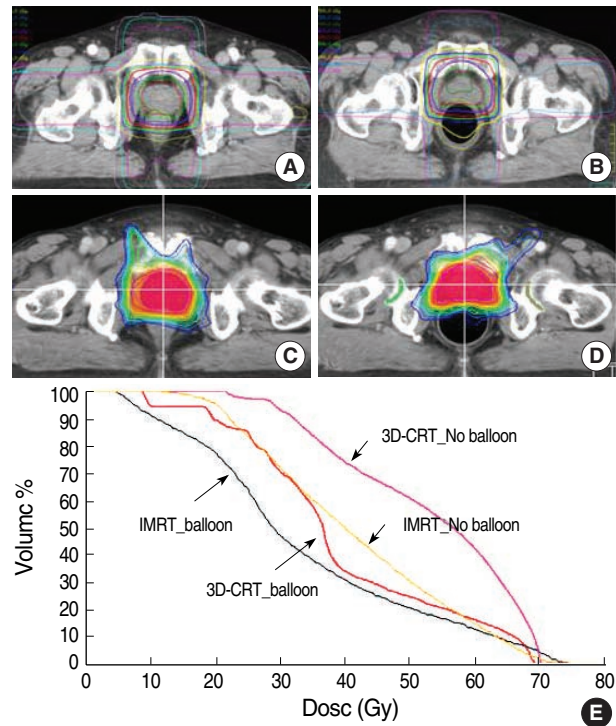 A
B
C
D
100
90
80
70
60
50
40
30
20
10
0
Volumc %
3D-CRT_No balloon
IMRT_balloon
IMRT_No balloon
3D-CRT_balloon
0 10 20 30 40 50 60 70 80
Dosc (Gy)
E